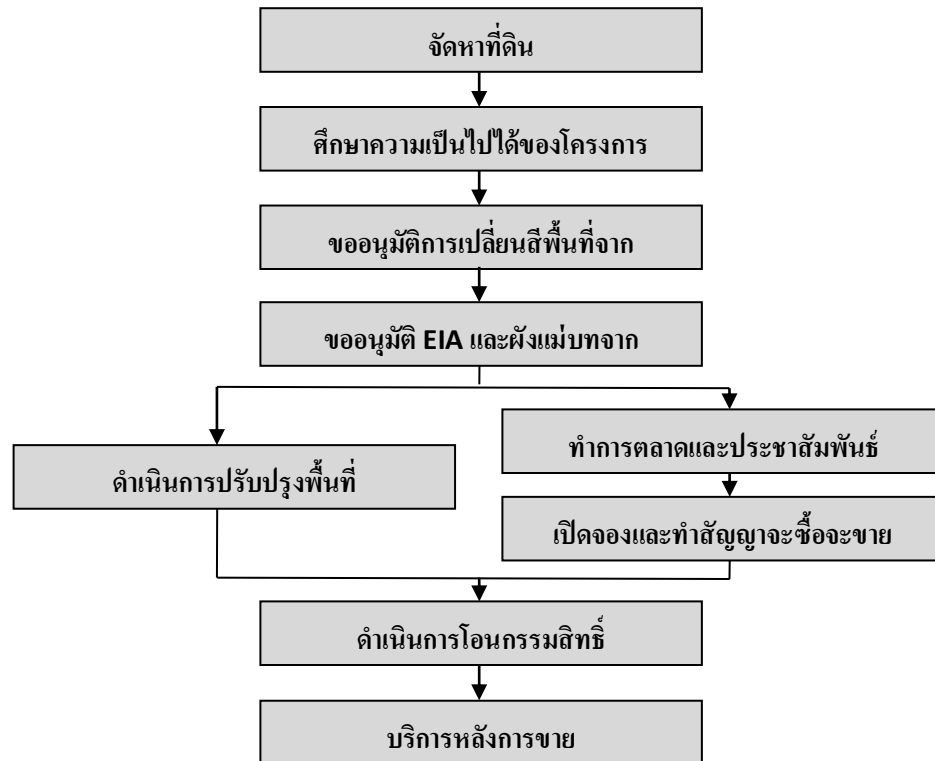 จัดหาที่ดิน
ศึกษาความเป็นไปได้ของโครงการ
ขออนุมัติการเปลี่ยนสีพื้นที่จาก
ขออนุมัติ EIA และผังแม่บทจาก
ดำเนินการปรับปรุงพื้นที่
ทำการตลาดและประชาสัมพันธ์
เปิดจองและทำสัญญาจะซื้อจะขาย
ดำเนินการโอนกรรมสิทธิ์
บริการหลังการขาย